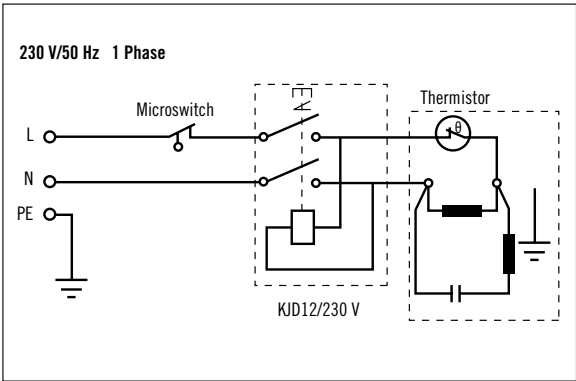 230 V/50 Hz 1 Phase
Microswitch
Thermistor
L
θ
N
PE
KJD12/230 V